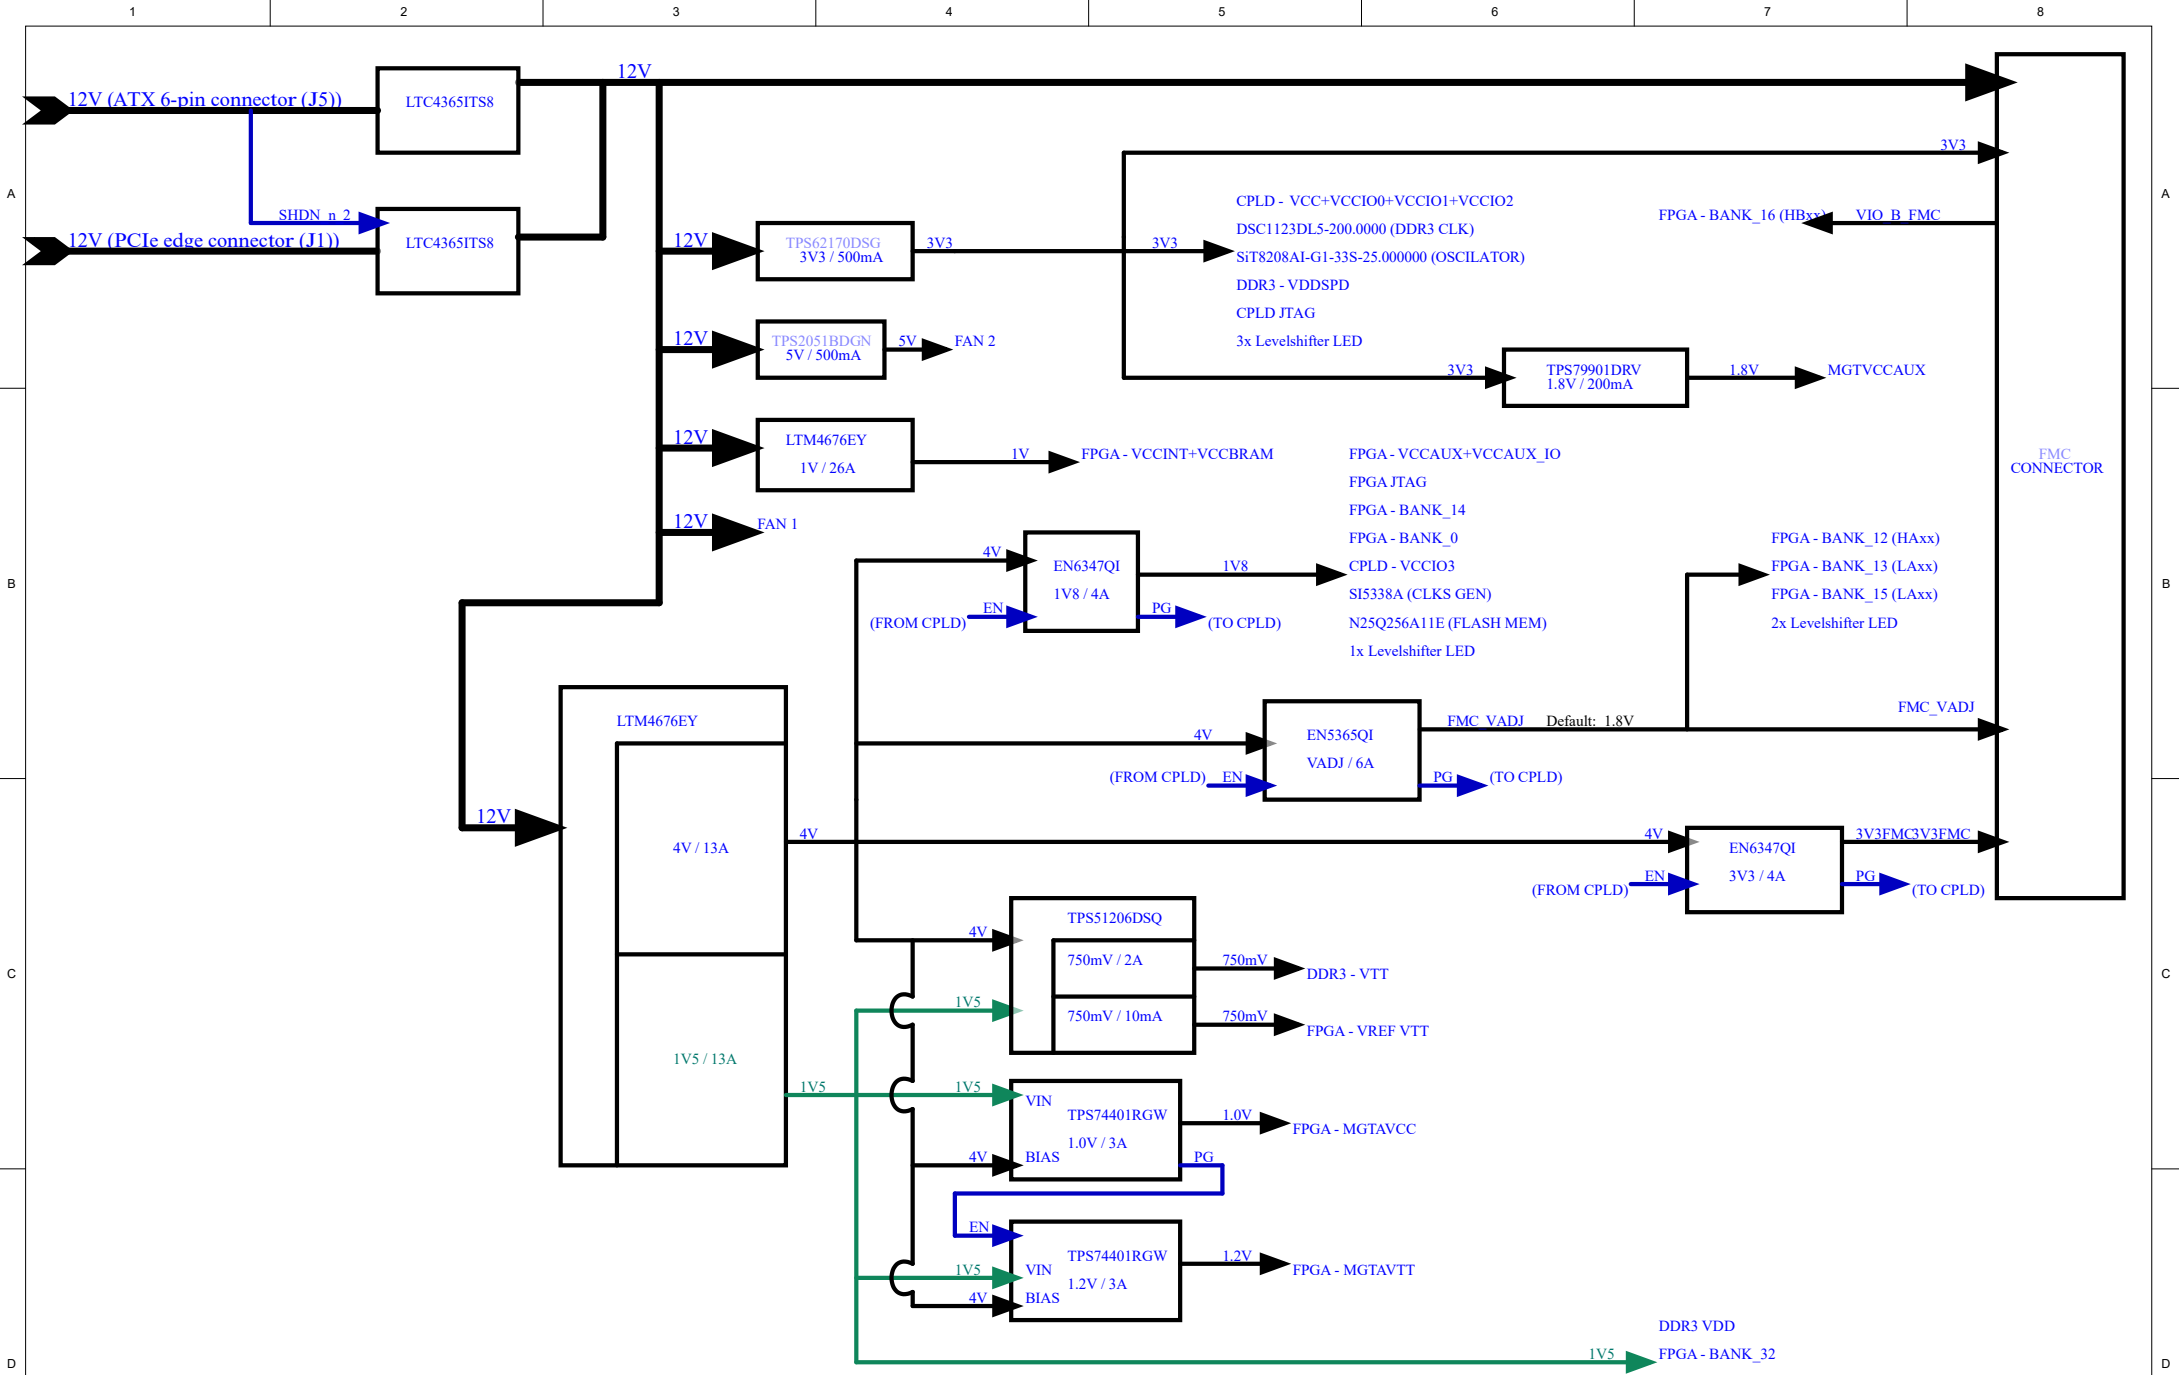 1 2 3 4 5 6 7 8
A A
B B
C C
D D
12V (ATX 6-pin connector (J5))
LTC4365ITS8
12V
SHDN_n_2
12V (PCIe edge connector (J1))
LTC4365ITS8
3V3
FPGA - BANK_16 (HBxx)
VIO_B_FMC
12V
TPS62170DSG
3V3 / 500mA
3V3
3V3
CPLD - VCC+VCCIO0+VCCIO1+VCCIO2
DSC1123DL5-200.0000 (DDR3 CLK)
SiT8208AI-G1-33S-25.000000 (OSCILATOR)
DDR3 - VDDSPD
CPLD JTAG
3x Levelshifter LED
12V
TPS2051BDGN
5V / 500mA
5V
FAN 2
3V3
TPS79901DRV
1.8V / 200mA
1.8V
MGTVCCAUX
12V
LTM4676EY
1V / 26A
1V
FPGA - VCCINT+VCCBRAM
FMC
CONNECTOR
12V
FAN 1
4V
EN6347QI
1V8 / 4A
EN
(FROM CPLD)
1V8
PG
(TO CPLD)
FPGA - VCCAUX+VCCAUX_IO
FPGA JTAG
FPGA - BANK_14
FPGA - BANK_0
CPLD - VCCIO3
SI5338A (CLKS GEN)
N25Q256A11E (FLASH MEM)
1x Levelshifter LED
FPGA - BANK_12 (HAxx)
FPGA - BANK_13 (LAxx)
FPGA - BANK_15 (LAxx)
2x Levelshifter LED
4V
EN5365QI
VADJ / 6A
(FROM CPLD)
EN
FMC_VADJ
Default: 1.8V
PG
(TO CPLD)
FMC_VADJ
12V
LTM4676EY
4V / 13A
1V5 / 13A
4V
4V
EN6347QI
3V3 / 4A
(FROM CPLD)
EN
3V3FMC3V3FMC
PG
(TO CPLD)
4V
TPS51206DSQ
750mV / 2A
750mV
DDR3 - VTT
1V5
750mV / 10mA
750mV
FPGA - VREF VTT
1V5
1V5
VIN
TPS74401RGW
1.0V / 3A
4V
BIAS
1.0V
FPGA - MGTAVCC
PG
EN
TPS74401RGW
1V5
VIN
1.2V / 3A
4V
BIAS
1.2V
FPGA - MGTAVTT
1V5
DDR3 VDD
FPGA - BANK_32